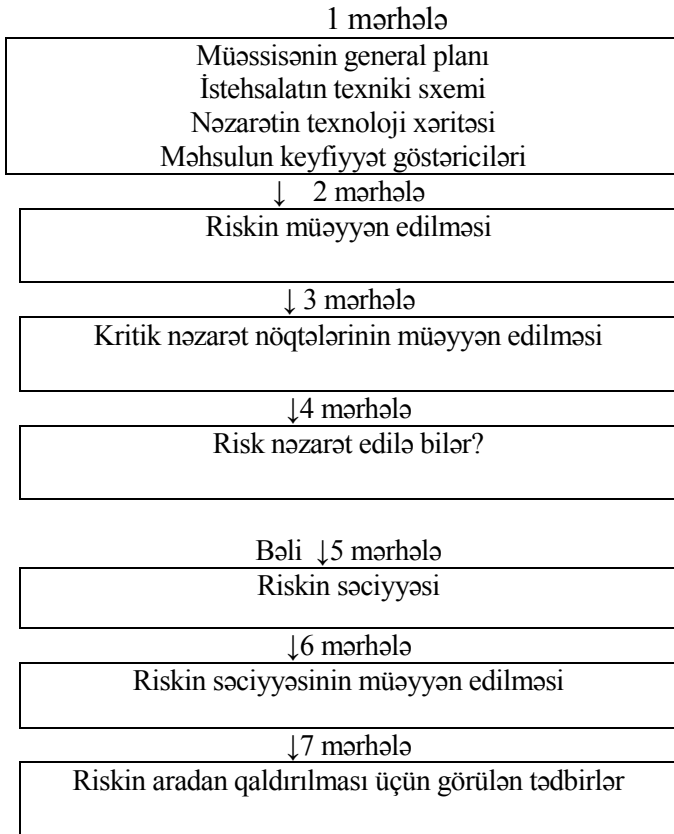 1 mərhələ
Müəssisənin general planı
İstehsalatın texniki sxemi
Nəzarətin texnoloji xəritəsi
Məhsulun keyfiyyət göstəriciləri
↓ 2 mərhələ
Riskin müəyyən edilməsi
↓ 3 mərhələ
Kritik nəzarət nöqtələrinin müəyyən edilməsi
↓4 mərhələ
Risk nəzarət edilə bilər?
Bəli ↓5 mərhələ
Riskin səciyyəsi
↓6 mərhələ
Riskin səciyyəsinin müəyyən edilməsi
↓7 mərhələ
Riskin aradan qaldırılması üçün görülən tədbirlər